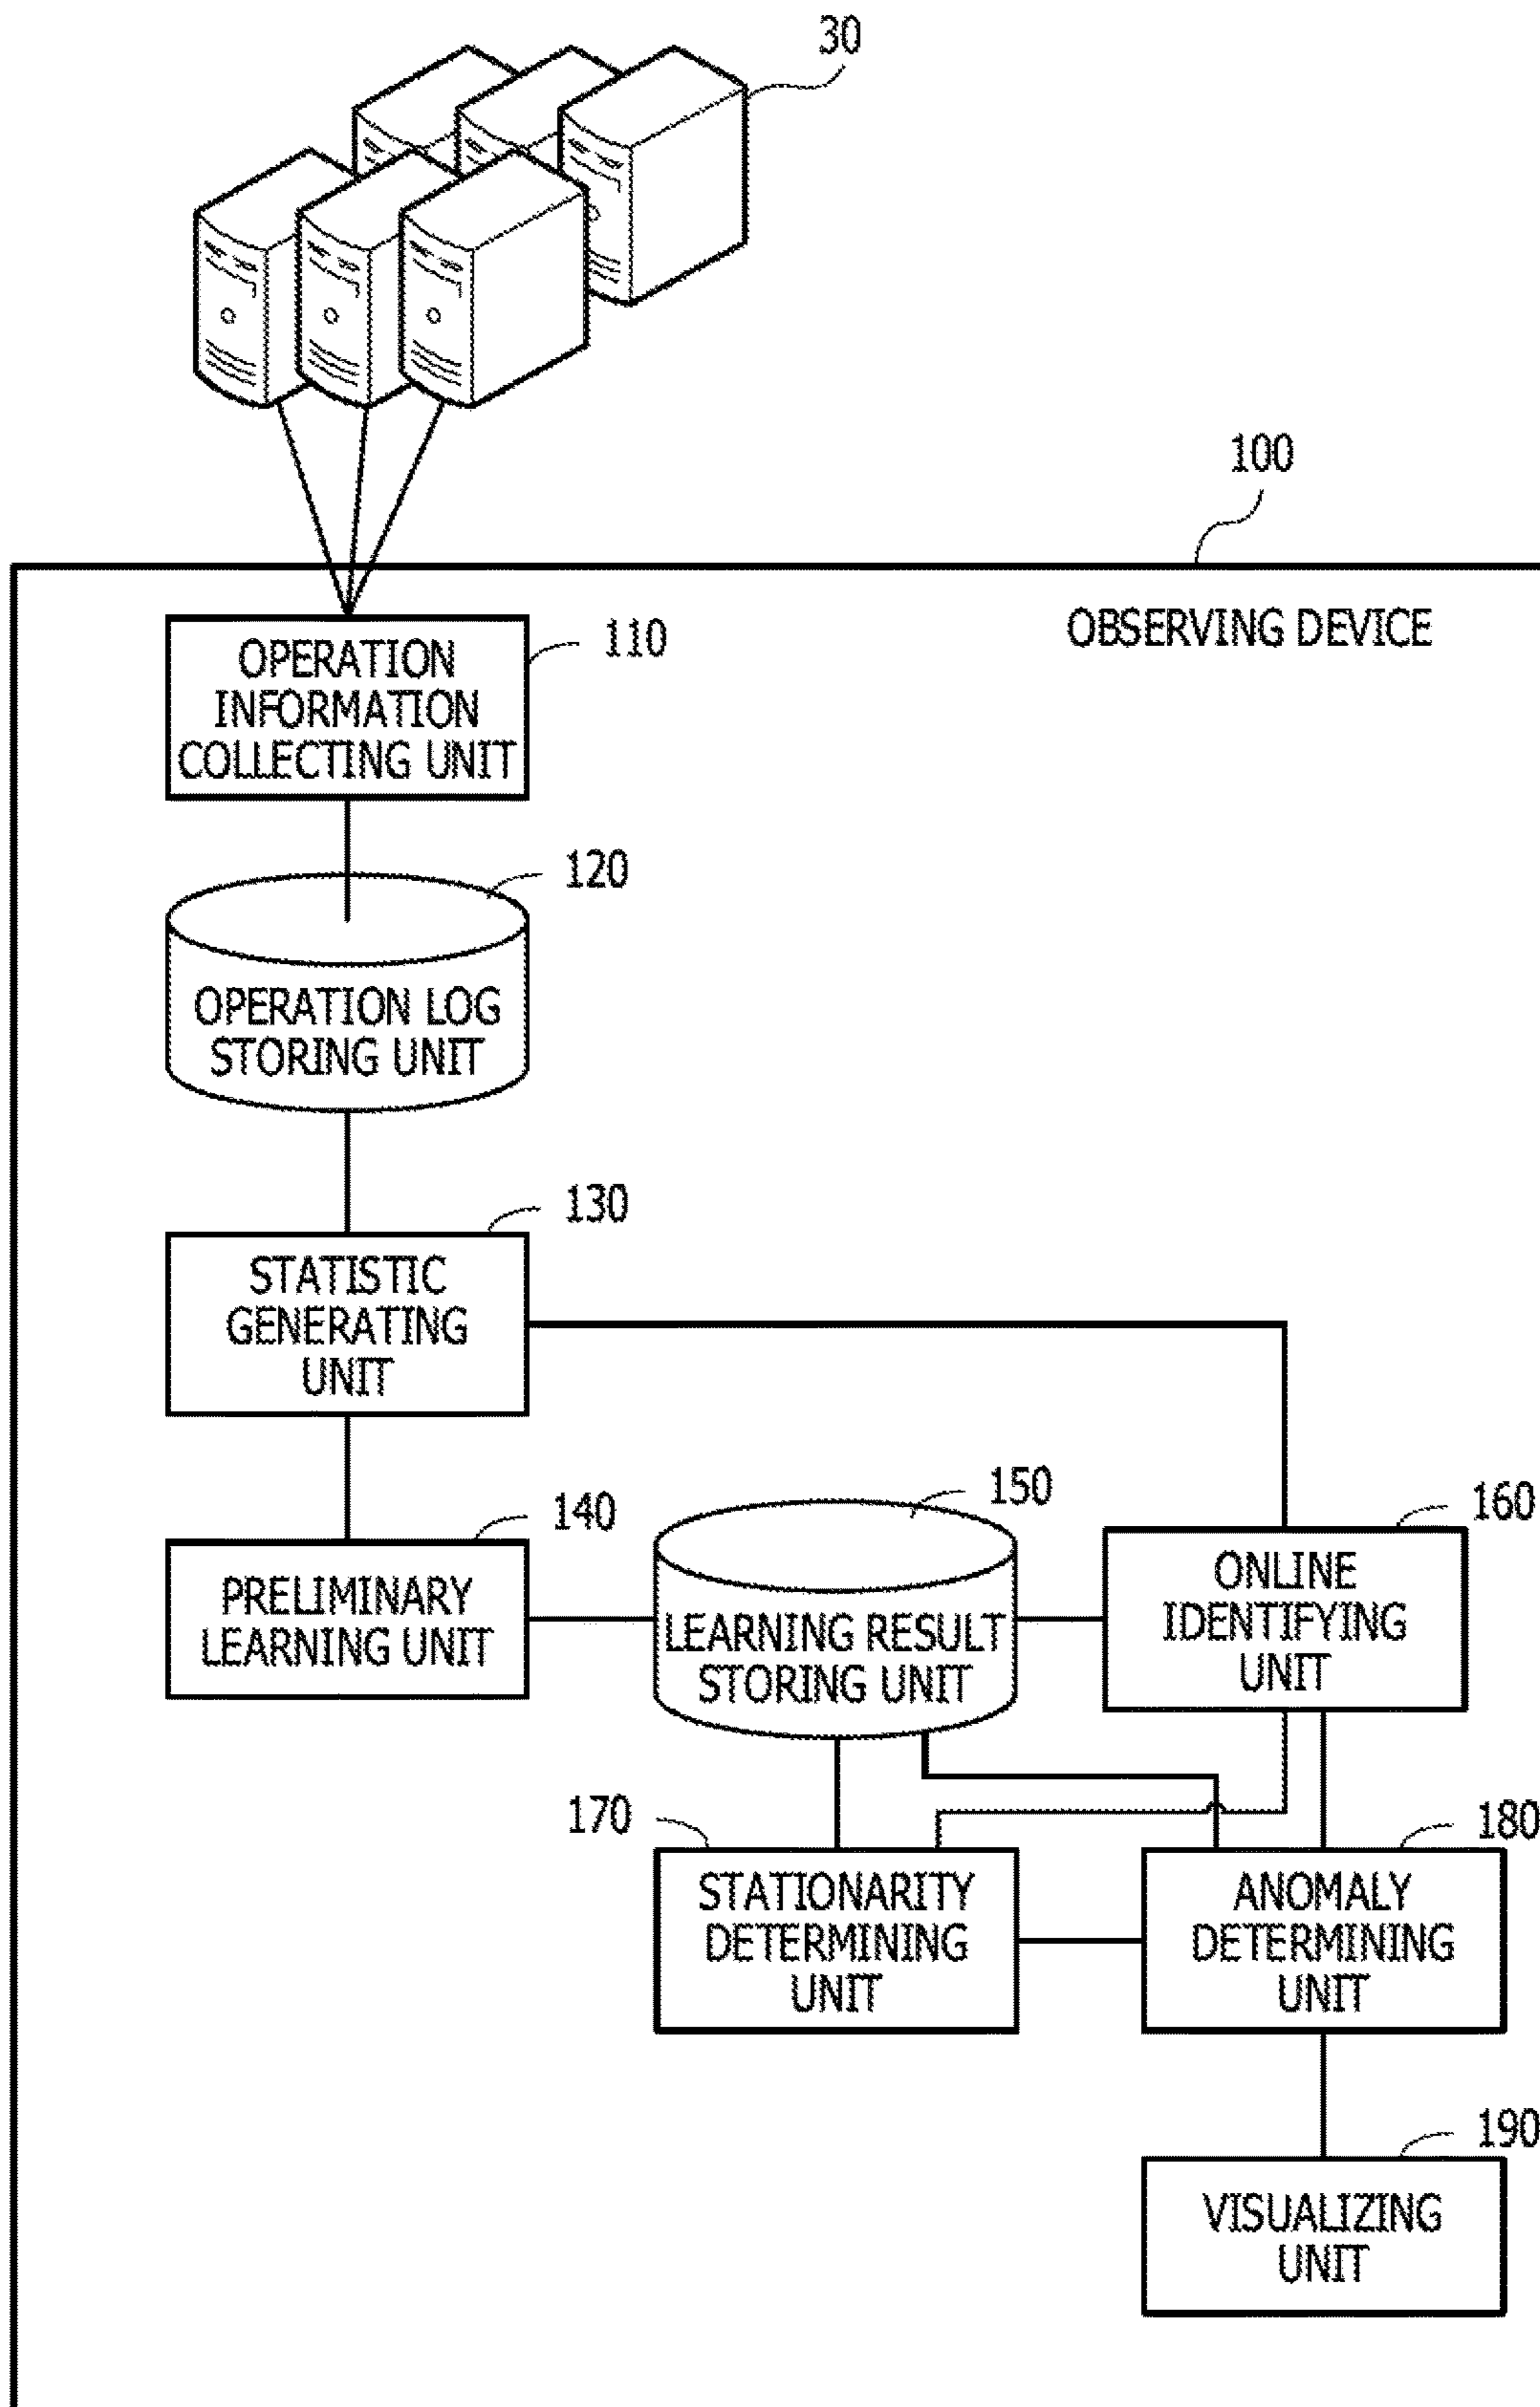 30
100
OBSERVING DEVICE
110
OPERATION
INFORMATION
COLLECTING UNIT
120
OPERATION LOG
STORING UNIT
130
STATISTIC
GENERATING
UNIT
140
PRELIMINARY
LEARNING UNIT
150
LEARNING RESULT
STORING UNIT
160
ONLINE
IDENTIFYING
UNIT
170
STATIONARITY
DETERMINING
UNIT
180
ANOMALY
DETERMINING
UNIT
190
VISUALIZING
UNIT